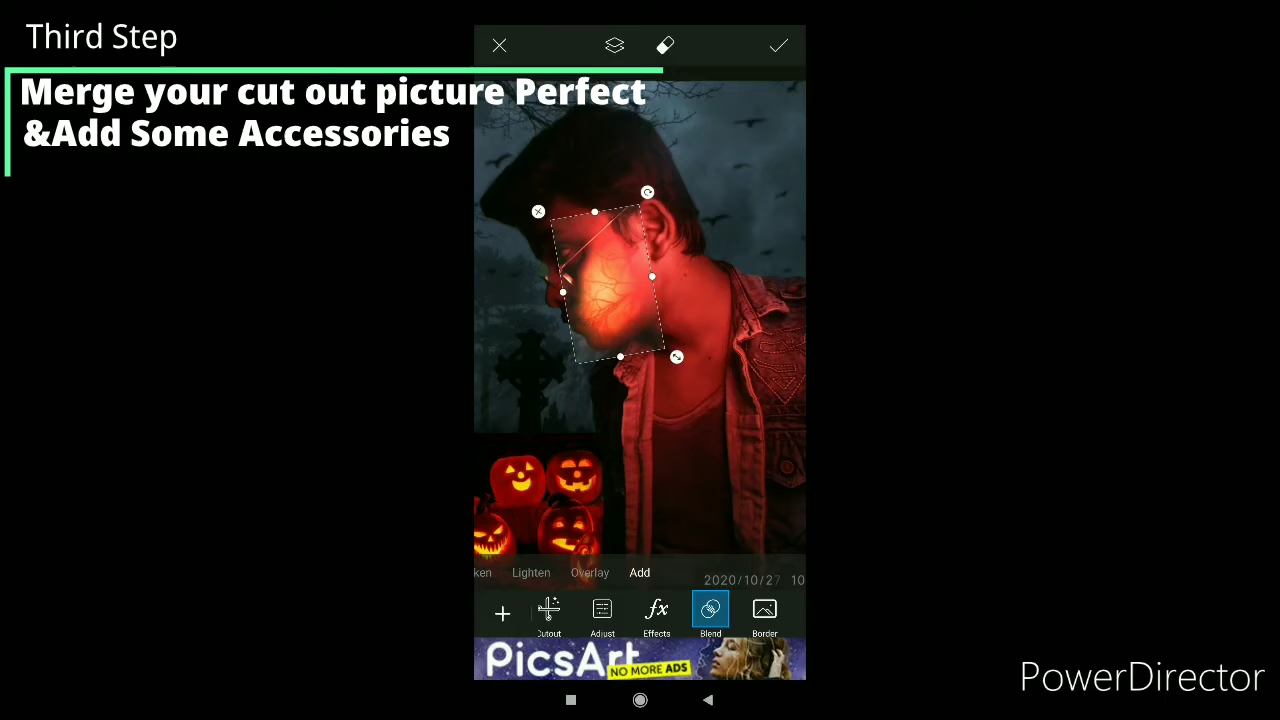 Third Step
Merge your cut out picture Perfect
&Add Some Accessories
ken Lighten Overlay Add
2020/10/27 10
Cutout Adjust Effects Blend Border
PicsArt
NO MORE ADS
PowerDirector